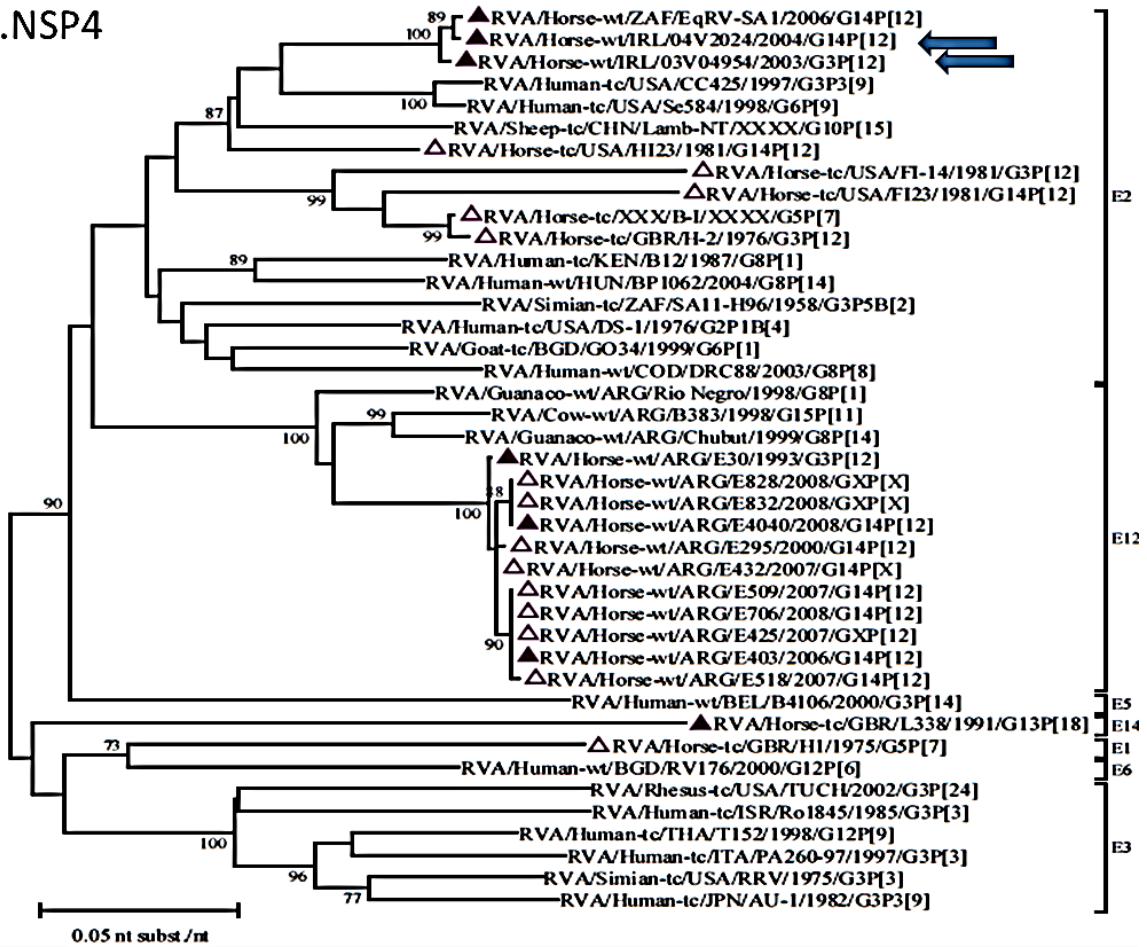 .NSP4
89
RVA/Horse-wt/ZAF/EqRV-SA1/2006/G14P[12]
100
RVA/Horse-wt/IRL/04V2024/2004/G14P[12]
RVA/Horse-wt/IRL/03V04954/2003/G3P[12]
RVA/Human-tc/USA/CC425/1997/G3P3[9]
100
RVA/Human-tc/USA/Se584/1998/G6P[9]
87
RVA/Sheep-tc/CHN/Lamb-NT/XXXX/G10P[15]
RVA/Horse-tc/USA/HI23/1981/G14P[12]
RVA/Horse-tc/USA/FI-14/1981/G3P[12]
99
RVA/Horse-tc/USA/FI23/1981/G14P[12]
E2
RVA/Horse-tc/XXX/B-I/XXXX/G5P[7]
99
RVA/Horse-tc/GBR/H-2/1976/G3P[12]
89
RVA/Human-tc/KEN/B12/1987/G8P[1]
RVA/Human-wt/HUN/BP1062/2004/G8P[14]
RVA/Simian-tc/ZAF/SA11-H96/1958/G3P5B[2]
RVA/Human-tc/USA/DS-1/1976/G2P1B[4]
RVA/Goat-tc/BGD/GO34/1999/G6P[1]
RVA/Human-wt/COD/DRC88/2003/G8P[8]
RVA/Guanaco-wt/ARG/Rio Negro/1998/G8P[1]
99
RVA/Cow-wt/ARG/B383/1998/G15P[11]
100
RVA/Guanaco-wt/ARG/Chubut/1999/G8P[14]
RVA/Horse-wt/ARG/E30/1993/G3P[12]
RVA/Horse-wt/ARG/E828/2008/GXP[X]
RVA/Horse-wt/ARG/E832/2008/GXP[X]
100
RVA/Horse-wt/ARG/E4040/2008/G14P[12]
E12
RVA/Horse-wt/ARG/E295/2000/G14P[12]
RVA/Horse-wt/ARG/E432/2007/G14P[X]
RVA/Horse-wt/ARG/E509/2007/G14P[12]
RVA/Horse-wt/ARG/E706/2008/G14P[12]
RVA/Horse-wt/ARG/E425/2007/GXP[12]
90
RVA/Horse-wt/ARG/E403/2006/G14P[12]
RVA/Horse-wt/ARG/E518/2007/G14P[12]
90
RVA/Human-wt/BEL/B4106/2000/G3P[14]
E5
RVA/Horse-tc/GBR/L338/1991/G13P[18]
E14
73
RVA/Horse-tc/GBR/H1/1975/G5P[7]
E1
RVA/Human-wt/BGD/RV176/2000/G12P[6]
E6
RVA/Rhesus-tc/USA/TUCH/2002/G3P[24]
RVA/Human-tc/ISR/Ro1845/1985/G3P[3]
100
RVA/Human-tc/THA/T152/1998/G12P[9]
E3
RVA/Human-tc/ITA/PA260-97/1997/G3P[3]
96
RVA/Simian-tc/USA/RRV/1975/G3P[3]
77
RVA/Human-tc/JPN/AU-1/1982/G3P3[9]
0.05 nt subst./nt